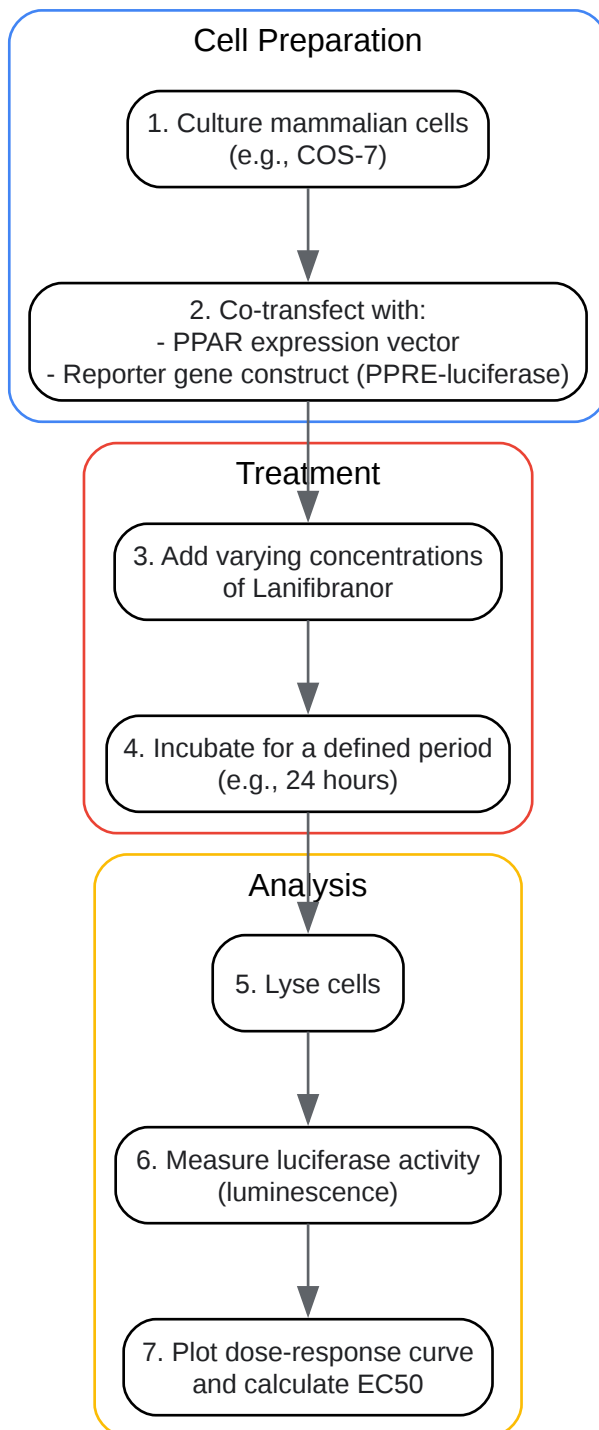 Cell Preparation
1. Culture mammalian cells
(e.g., COS-7)
2. Co-transfect with:
- PPAR expression vector
- Reporter gene construct (PPRE-luciferase)
Treatment
3. Add varying concentrations
of Lanifibranor
4. Incubate for a defined period
(e.g., 24 hours)
Analysis
5. Lyse cells
6. Measure luciferase activity
(luminescence)
7. Plot dose-response curve
and calculate EC50